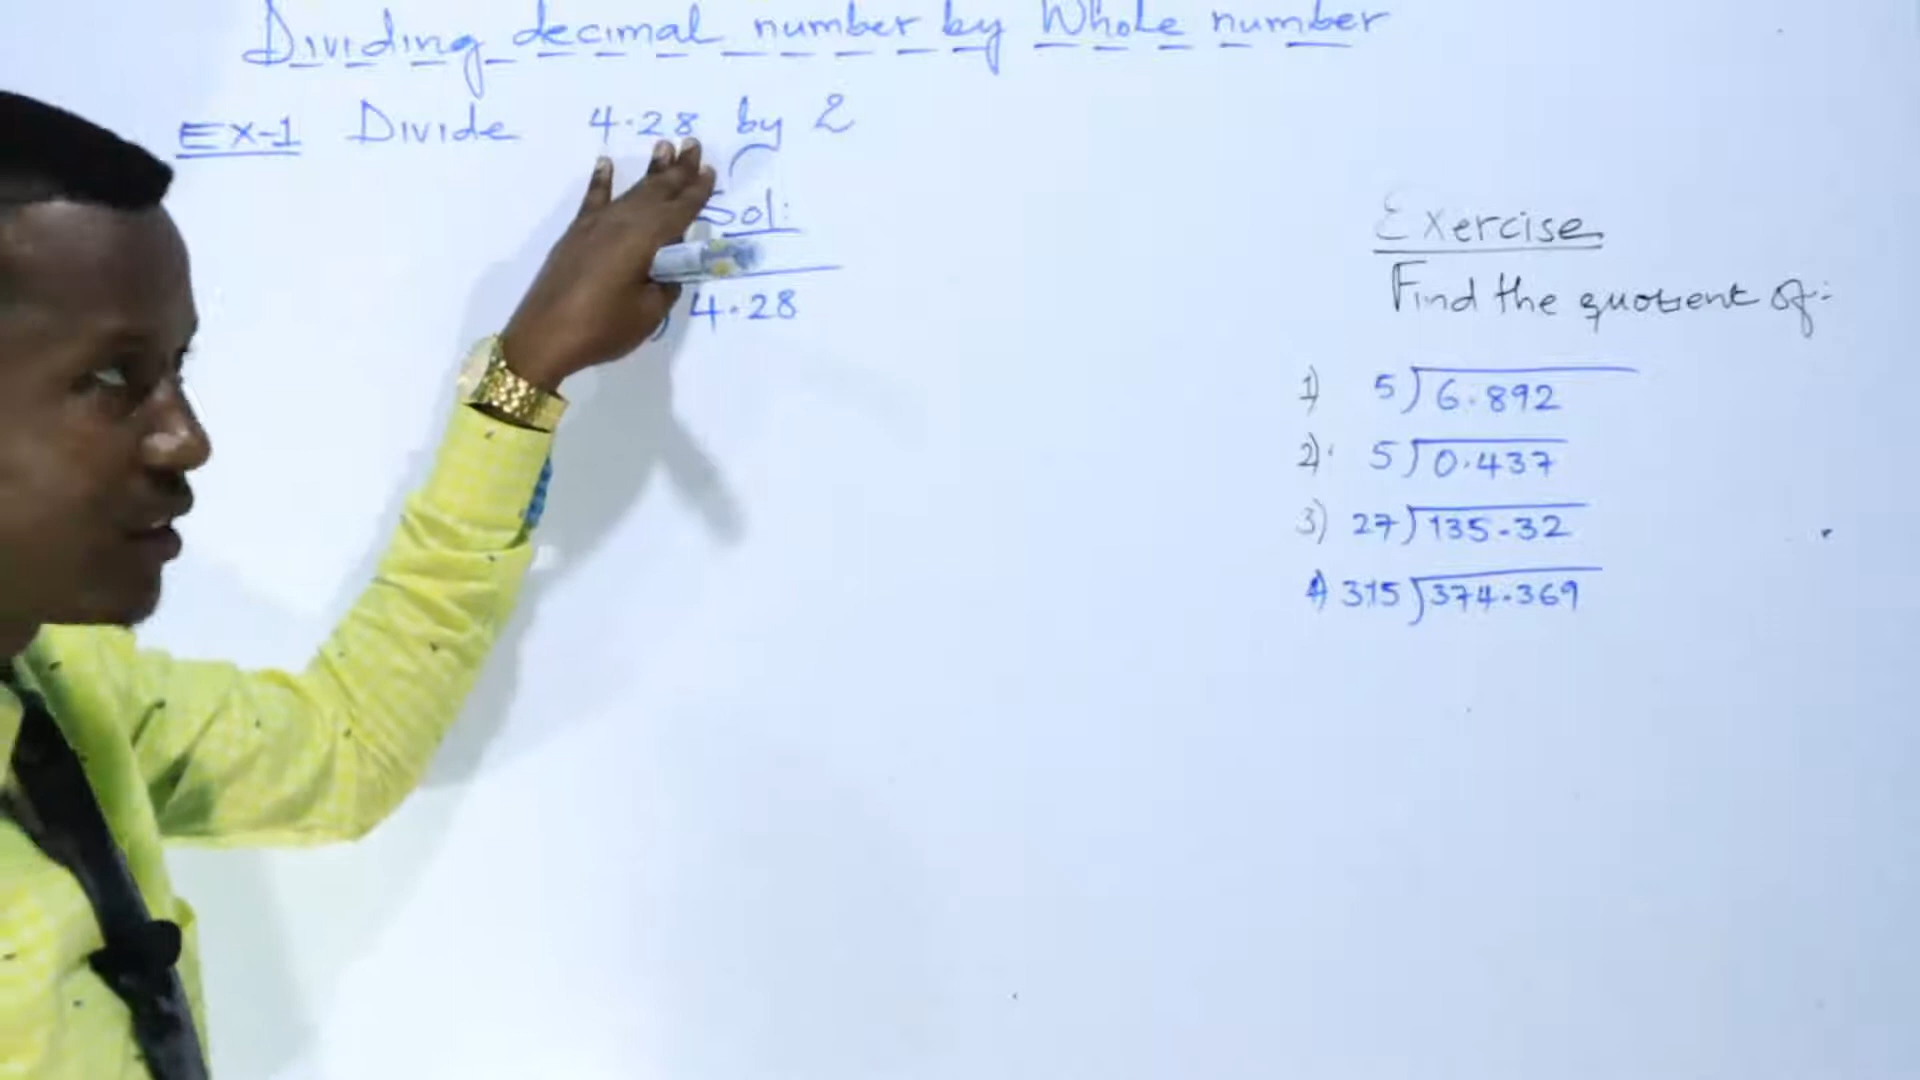 Dividing decimal number by Whole number
EX-1 Divide 4.28 by 2
Sol:
) 4.28
Exercise
Find the quotient of:
1) 5)6.892
2) 5)0.437
3) 27)135.32
4) 315)374.369